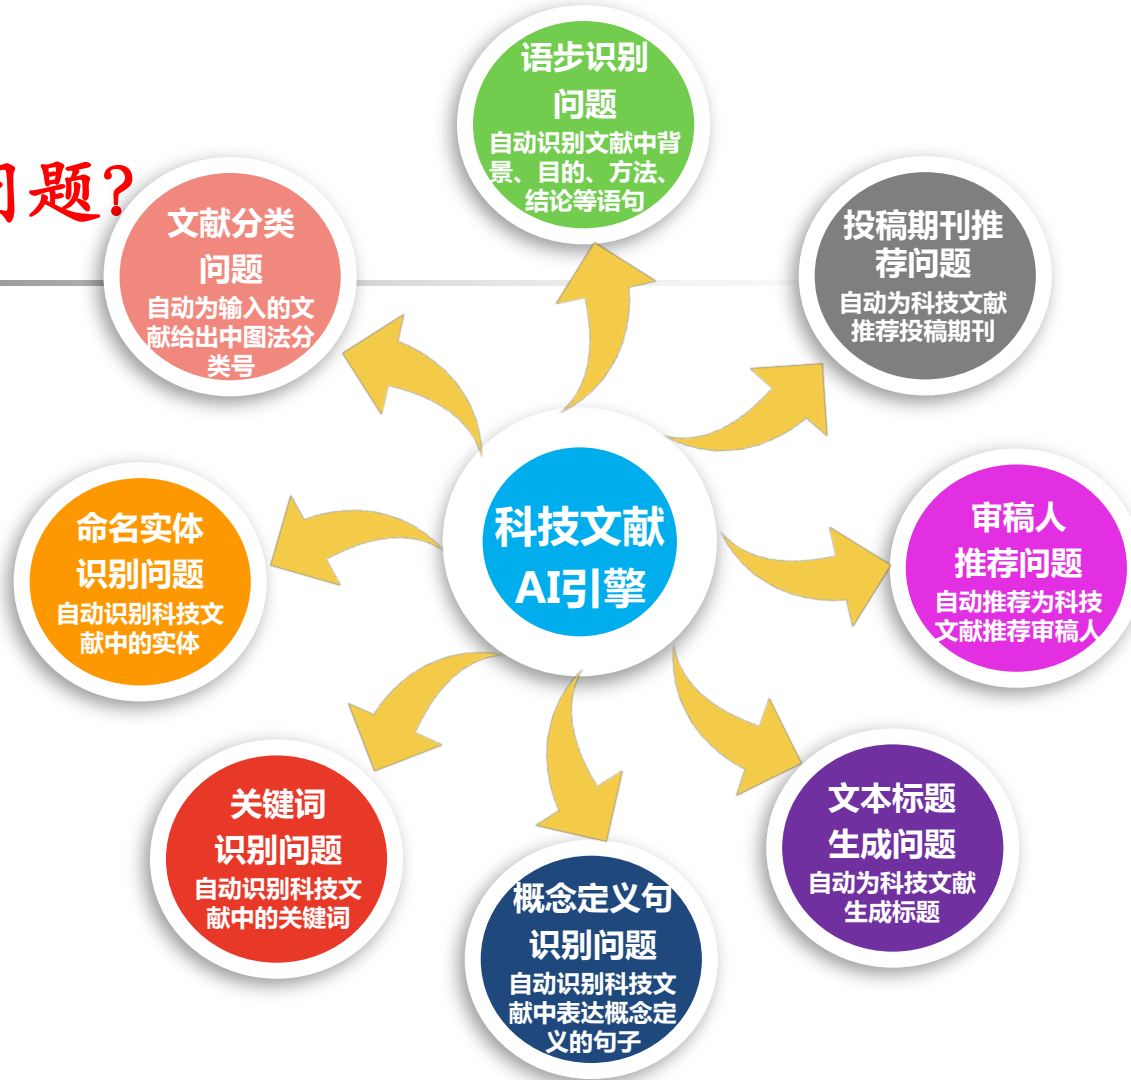 问题?
语步识别
问题
自动识别文献中背
景、目的、方法、
结论等语句
文献分类
问题
自动为输入的文
献给出中图法分
类号
投稿期刊推
荐问题
自动为科技文献
推荐投稿期刊
科技文献
AI引擎
命名实体
识别问题
自动识别科技文
献中的实体
审稿人
推荐问题
自动推荐为科技
文献推荐审稿人
关键词
识别问题
自动识别科技文
献中的关键词
文本标题
生成问题
自动为科技文献
生成标题
概念定义句
识别问题
自动识别科技文
献中表达概念定
义的句子